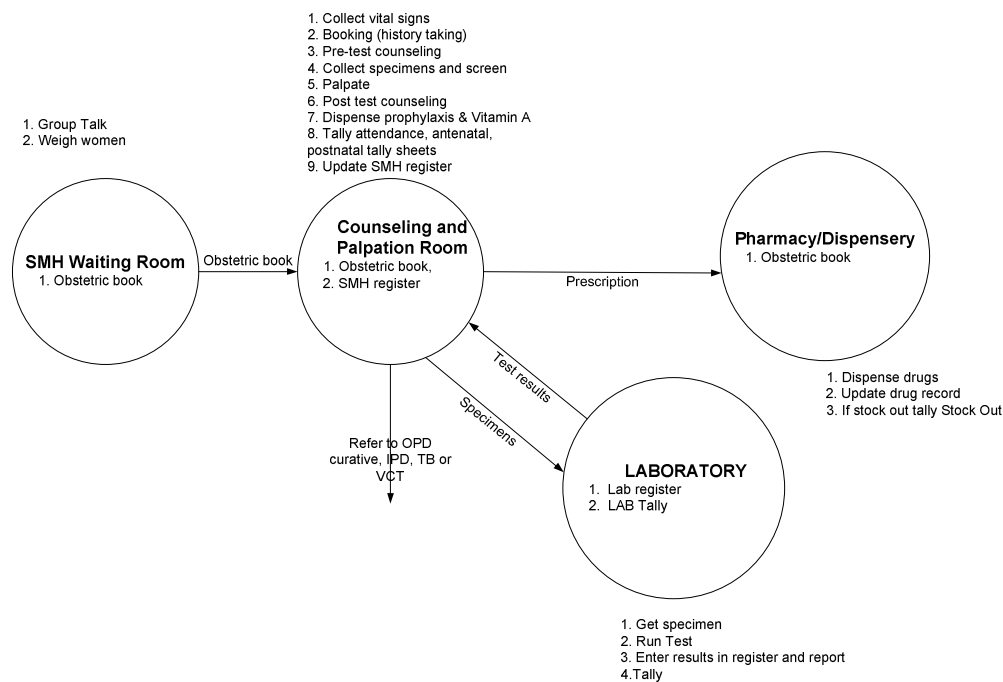 1. Collect vital signs
2. Booking (history taking)
3. Pre-test counseling
4. Collect specimens and screen
5. Palpate
6. Post test counseling
7. Dispense prophylaxis & Vitamin A
8. Tally attendance, antenatal,
postnatal tally sheets
9. Update SMH register
1. Group Talk
2. Weigh women
SMH Waiting Room
1. Obstetric book
Obstetric book
Counseling and
Palpation Room
1. Obstetric book,
2. SMH register
Prescription
Pharmacy/Dispensery
1. Obstetric book
1. Dispense drugs
2. Update drug record
3. If stock out tally Stock Out
Test results
Specimens
Refer to OPD
curative, IPD, TB or
VCT
LABORATORY
1. Lab register
2. LAB Tally
1. Get specimen
2. Run Test
3. Enter results in register and report
4.Tally